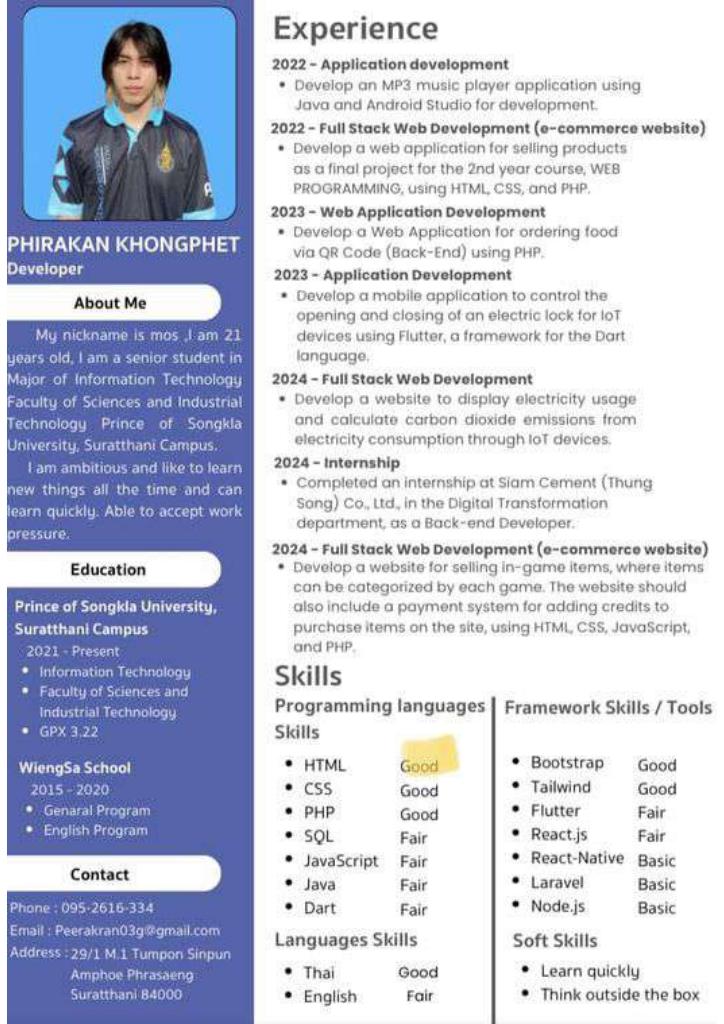 PHIRAKAN KHONGPHET
Developer
About Me
My nickname is mos ,I am 21
years old, I am a senior student in
Major of Information Technology
Faculty of Sciences and Industrial
Technology Prince of Songkla
University, Suratthani Campus.
I am ambitious and like to learn
new things all the time and can
learn quickly. Able to accept work
pressure.
Education
Prince of Songkla University,
Suratthani Campus
2021 - Present
• Information Technology
• Faculty of Sciences and
Industrial Technology
• GPX 3.22
WiengSa School
2015 - 2020
• Genaral Program
• English Program
Contact
Phone : 095-2616-334
Email : Peerakran03g@gmail.com
Address : 29/1 M.1 Tumpon Sinpun
Amphoe Phrasaeng
Suratthani 84000
Experience
2022 - Application development
• Develop an MP3 music player application using
Java and Android Studio for development.
2022 - Full Stack Web Development (e-commerce website)
• Develop a web application for selling products
as a final project for the 2nd year course, WEB
PROGRAMMING, using HTML, CSS, and PHP.
2023 - Web Application Development
• Develop a Web Application for ordering food
via QR Code (Back-End) using PHP.
2023 - Application Development
• Develop a mobile application to control the
opening and closing of an electric lock for IoT
devices using Flutter, a framework for the Dart
language.
2024 - Full Stack Web Development
• Develop a website to display electricity usage
and calculate carbon dioxide emissions from
electricity consumption through IoT devices.
2024 - Internship
• Completed an internship at Siam Cement (Thung
Song) Co., Ltd., in the Digital Transformation
department, as a Back-end Developer.
2024 - Full Stack Web Development (e-commerce website)
• Develop a website for selling in-game items, where items
can be categorized by each game. The website should
also include a payment system for adding credits to
purchase items on the site, using HTML, CSS, JavaScript,
and PHP.
Skills
Programming languages
Skills
• HTML Good
• CSS Good
• PHP Good
• SQL Fair
• JavaScript Fair
• Java Fair
• Dart Fair
Languages Skills
• Thai Good
• English Fair
Framework Skills / Tools
• Bootstrap Good
• Tailwind Good
• Flutter Fair
• React.js Fair
• React-Native Basic
• Laravel Basic
• Node.js Basic
Soft Skills
• Learn quickly
• Think outside the box